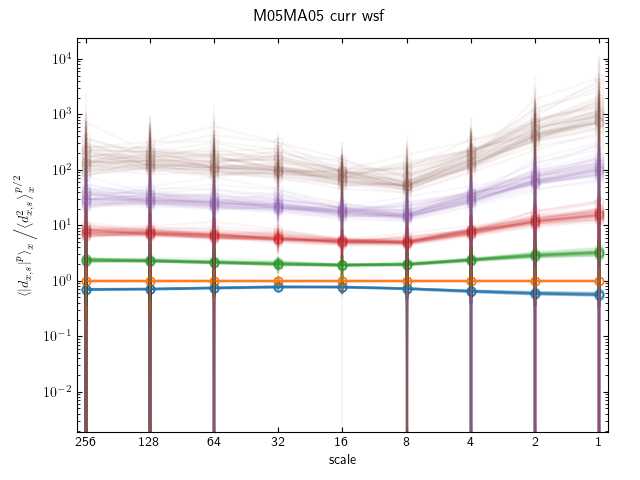 M05MA05 curr wsf
⟨|d_{x,s}|^p⟩_x / ⟨d_{x,s}^2⟩_x^{p/2}
10^4
10^3
10^2
10^1
10^0
10^{-1}
10^{-2}
256 128 64 32 16 8 4 2 1
scale